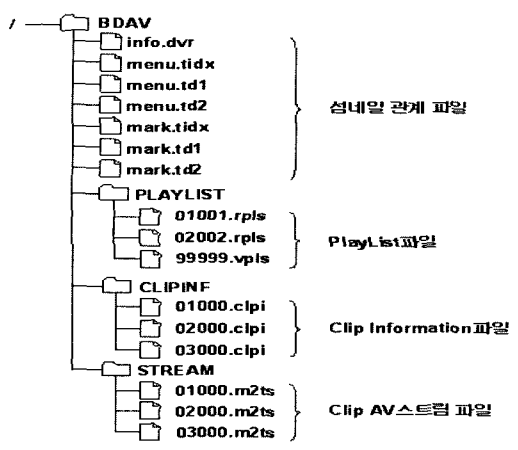 / BDAV
info.dvr
menu.tidx
menu.td1
menu.td2
mark.tidx
mark.td1
mark.td2
섬네일 관계 파일
PLAYLIST
01001.rpls
02002.rpls
99999.vpls
PlayList파일
CLIPINF
01000.clpi
02000.clpi
03000.clpi
Clip Information파일
STREAM
01000.m2ts
02000.m2ts
03000.m2ts
Clip AV스트림 파일